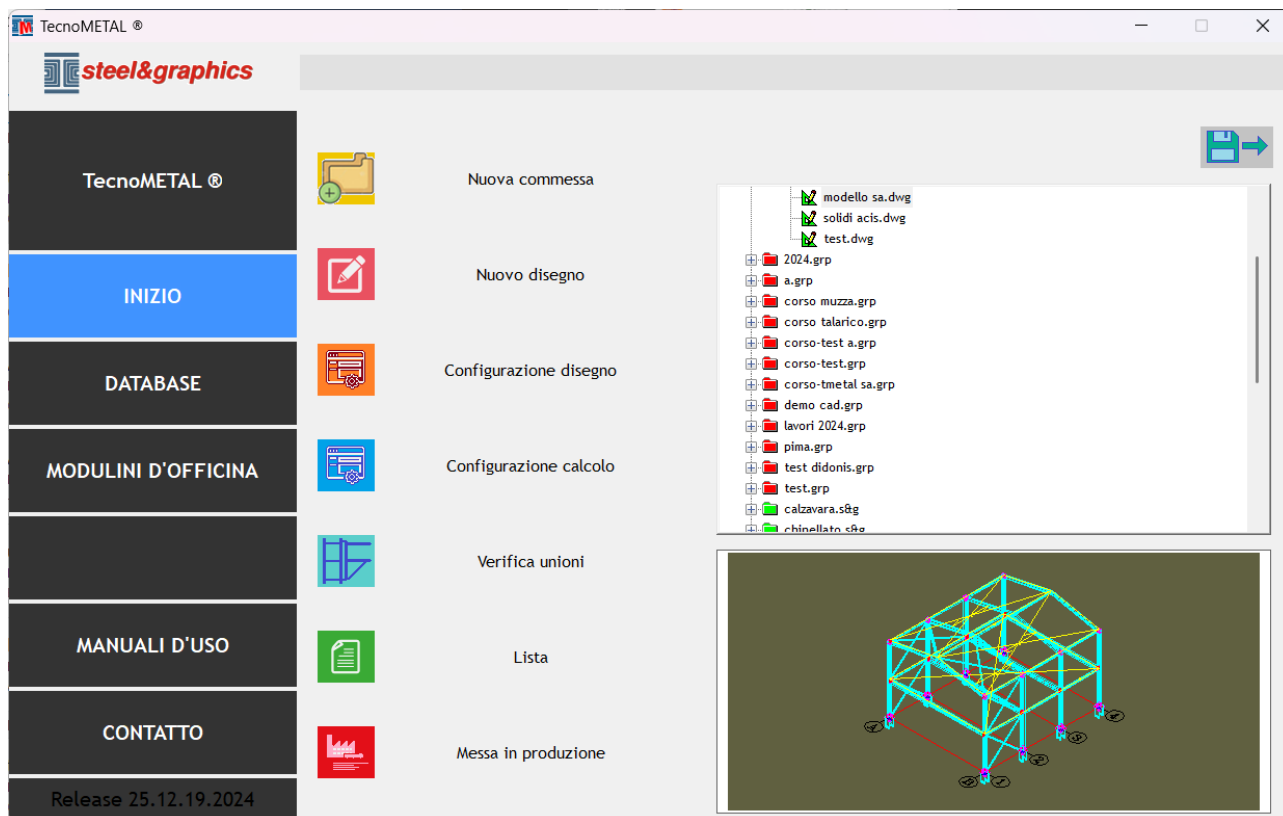 TecnoMETAL ®
steel&graphics
TecnoMETAL ®
INIZIO
DATABASE
MODULINI D'OFFICINA
MANUALI D'USO
CONTATTO
Release 25.12.19.2024
Nuova commessa
Nuovo disegno
Configurazione disegno
Configurazione calcolo
Verifica unioni
Lista
Messa in produzione
modello sa.dwg
solidi acis.dwg
test.dwg
2024.grp
a.grp
corso muzza.grp
corso talarico.grp
corso-test a.grp
corso-test.grp
corso-tmetal sa.grp
demo cad.grp
lavori 2024.grp
pima.grp
test didonis.grp
test.grp
calzavara.s&g
chinellato s&g